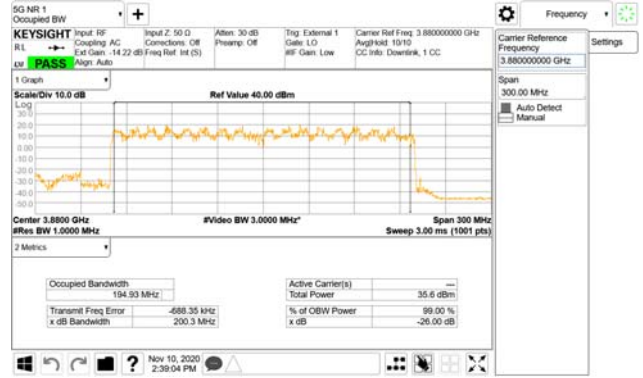 5G NR 1
Occupied BW
Frequency
KEYSIGHT
RL
PASS
Input: RF
Coupling: AC
Ext Gain: -14.22 dB
Align: Auto
Input Z: 50 Ω
Corrections: Off
Freq Ref: Int (S)
Atten: 30 dB
Preamp: Off
Trig: External 1
Gate: LO
#IF Gain: Low
Carrier Ref Freq: 3.880000000 GHz
Avg|Hold: 10/10
CC Info: Downlink, 1 CC
Carrier Reference
Frequency
3.880000000 GHz
Settings
Span
300.00 MHz
Auto Detect
Manual
1 Graph
Scale/Div 10.0 dB
Ref Value 40.00 dBm
Log
30.0
20.0
10.0
0.00
-10.0
-20.0
-30.0
-40.0
-50.0
Center 3.8800 GHz
#Video BW 3.0000 MHz*
Span 300 MHz
#Res BW 1.0000 MHz
Sweep 3.00 ms (1001 pts)
2 Metrics
Occupied Bandwidth
194.93 MHz
Active Carrier(s)
---
Total Power
35.6 dBm
Transmit Freq Error
-688.35 kHz
% of OBW Power
99.00 %
x dB Bandwidth
200.3 MHz
x dB
-26.00 dB
?
Nov 10, 2020
2:39:04 PM